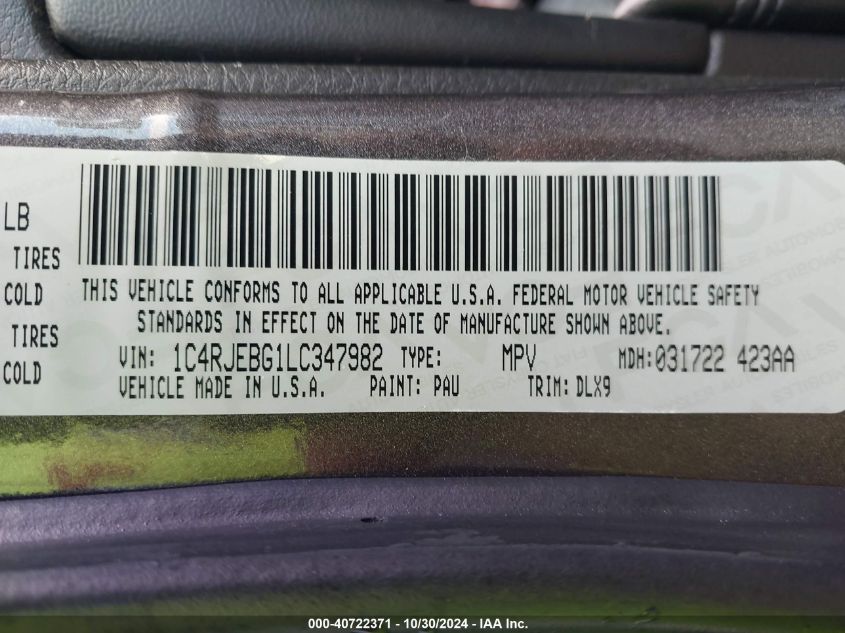 LB
TIRES
COLD
TIRES
COLD
THIS VEHICLE CONFORMS TO ALL APPLICABLE U.S.A. FEDERAL MOTOR VEHICLE SAFETY
STANDARDS IN EFFECT ON THE DATE OF MANUFACTURE SHOWN ABOVE.
VIN: 1C4RJEBG1LC347982 TYPE: MPV MDH:031722 423AA
VEHICLE MADE IN U.S.A. PAINT: PAU TRIM: DLX9
000-40722371 - 10/30/2024 - IAA Inc.